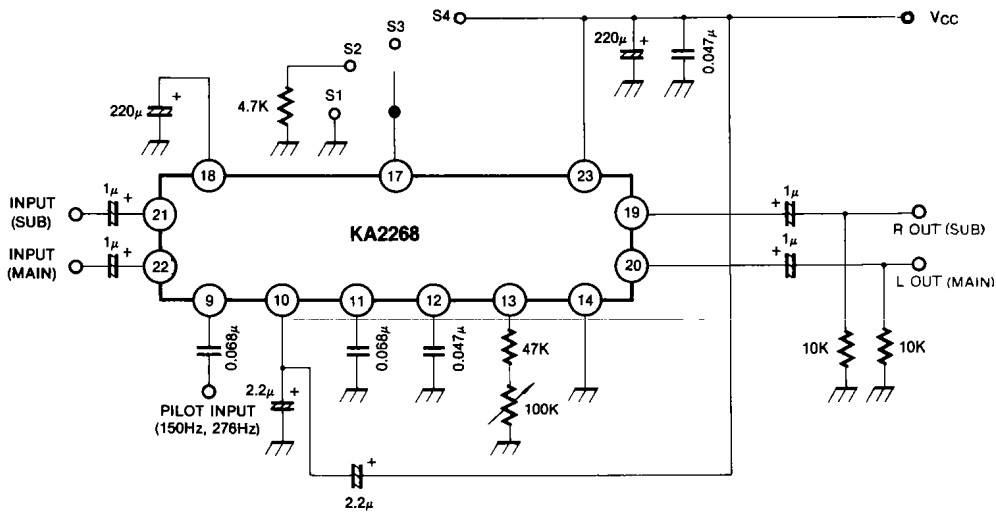 S4
VCC
S3
S2
S1
220μ
+
0.047μ
220μ
+
4.7K
18
17
23
INPUT
(SUB)
1μ
+
21
19
+
1μ
R OUT (SUB)
KA2268
INPUT
(MAIN)
1μ
+
22
20
+
1μ
L OUT (MAIN)
9
10
11
12
13
14
0.068μ
0.068μ
0.047μ
47K
10K
10K
2.2μ
+
100K
PILOT INPUT
(150Hz, 276Hz)
+
2.2μ